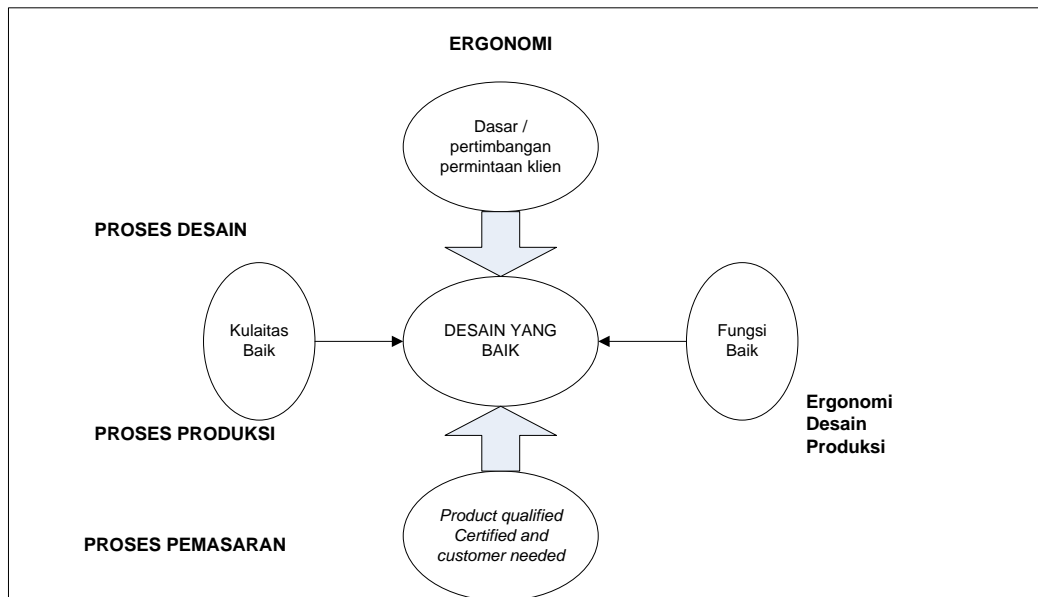 ERGONOMI
Dasar /
pertimbangan
permintaan klien
PROSES DESAIN
Kulaitas
Baik
DESAIN YANG
BAIK
Fungsi
Baik
Ergonomi
Desain
Produksi
PROSES PRODUKSI
Product qualified
Certified and
customer needed
PROSES PEMASARAN